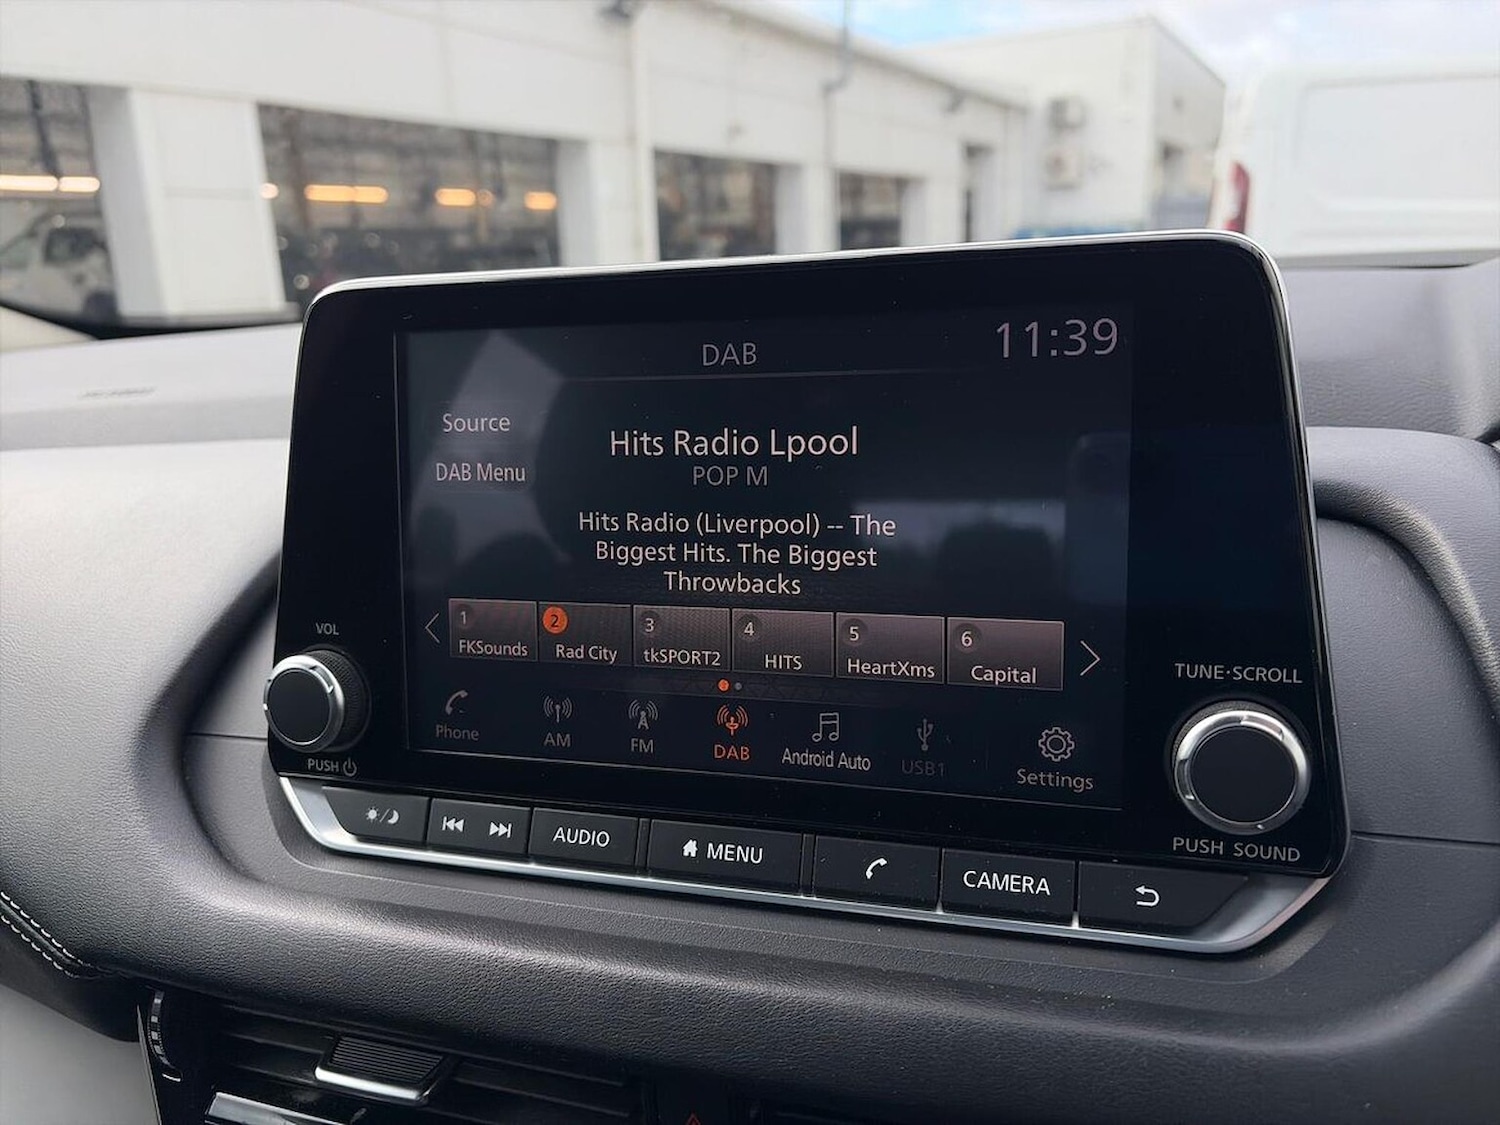 DAB
11:39
Source
Hits Radio Lpool
DAB Menu
POP M
Hits Radio (Liverpool) -- The
Biggest Hits. The Biggest
Throwbacks
1
FKSounds
2
Rad City
3
tkSPORT2
4
HITS
5
HeartXms
6
Capital
Phone
AM
FM
DAB
Android Auto
USB1
Settings
VOL
PUSH
TUNE·SCROLL
PUSH SOUND
AUDIO
MENU
CAMERA